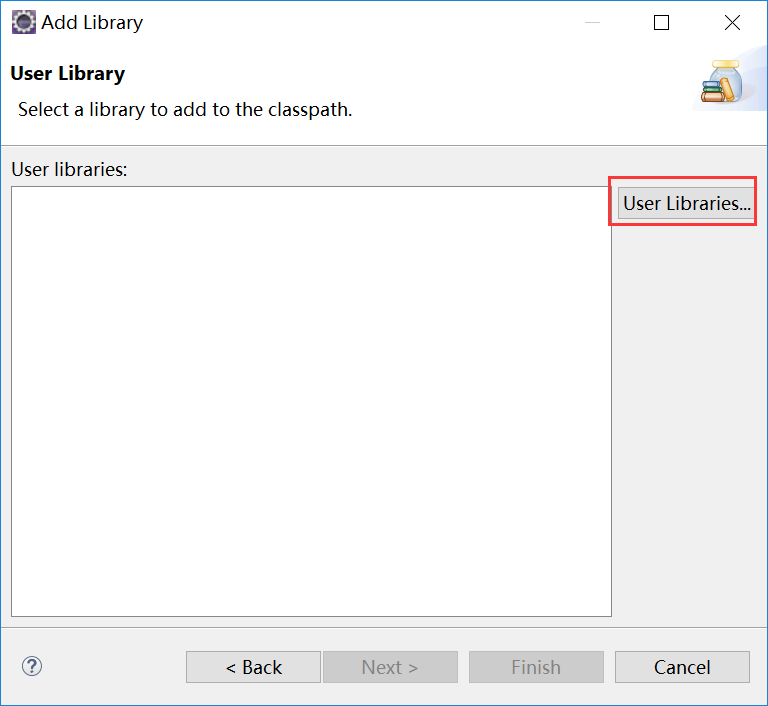 Add Library
User Library
Select a library to add to the classpath.
User libraries:
User Libraries...
?
< Back
Next >
Finish
Cancel